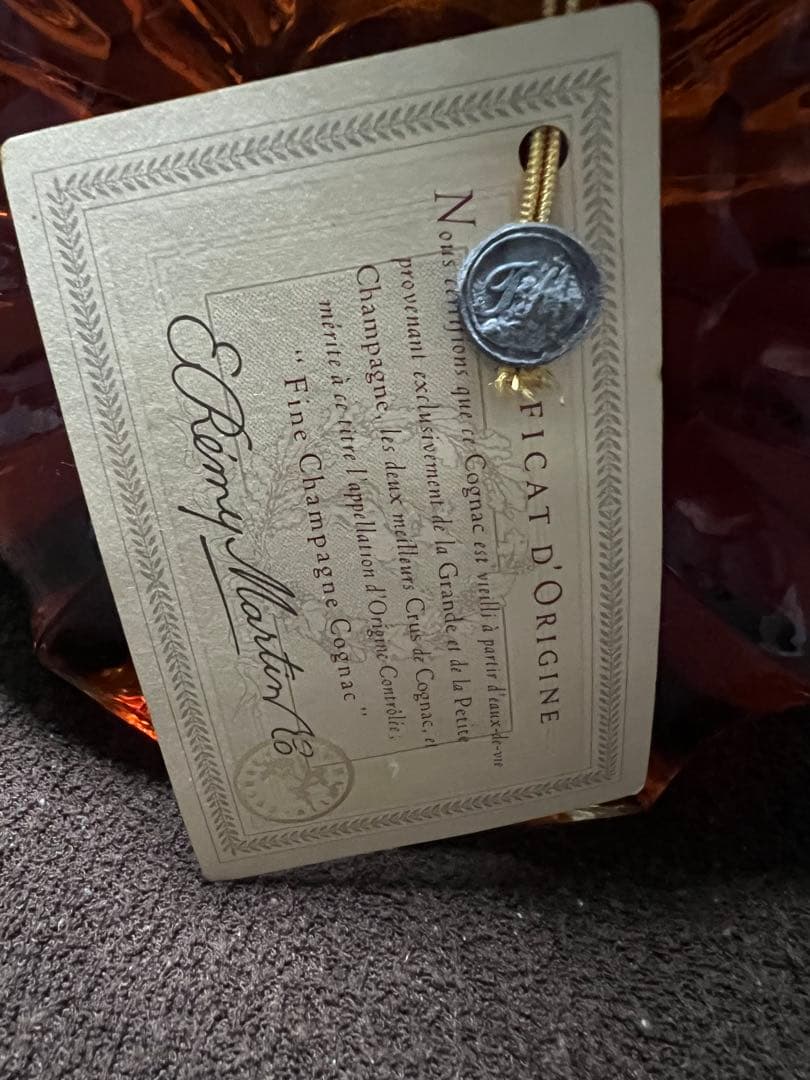 FICAT D'ORIGINE
Nous certifions que ce Cognac est vieilli à partir d'eaux-de-vie
provenant exclusivement de la Grande et de la Petite
Champagne, les deux meilleurs Crus de Cognac, et
mérite à ce titre l'appellation d'Origine Contrôlée:
" Fine Champagne Cognac "
E. Rémy Martin & Co